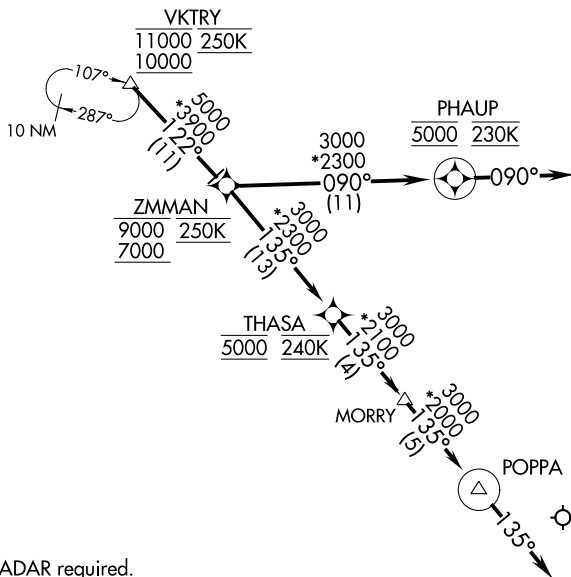 VKTRY
11000 250K
10000
107°
287°
10 NM
5000
*3900
122°
(11)
PHAUP
5000 230K
3000
*2300
090°
(11)
090°
ZMMAN
9000 250K
7000
3000
*2300
135°
(13)
THASA
5000 240K
3000
*2100
135°
(4)
MORRY
3000
*2000
135°
(5)
POPPA
135°
ADAR required.